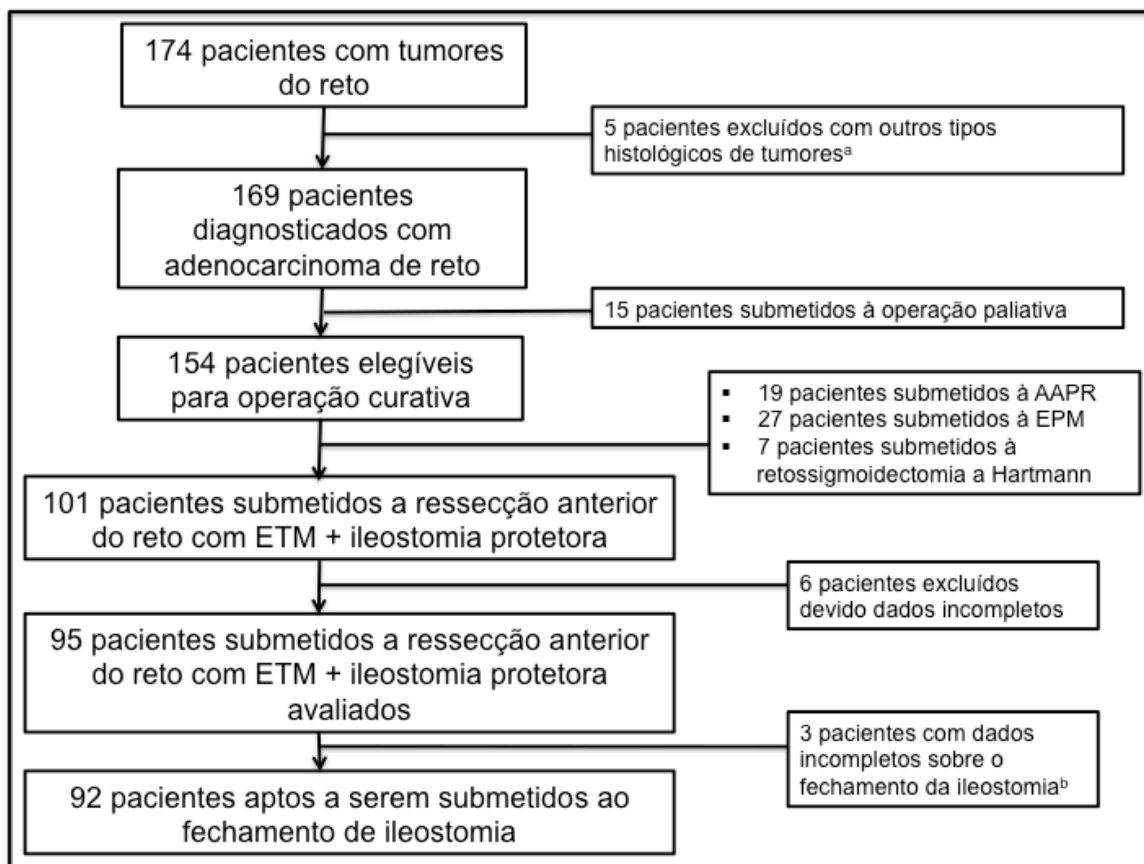 174 pacientes com tumores
do reto
5 pacientes excluídos com outros tipos
histológicos de tumoresᵃ
169 pacientes
diagnosticados com
adenocarcinoma de reto
15 pacientes submetidos à operação paliativa
154 pacientes elegíveis
para operação curativa
▪ 19 pacientes submetidos à AAPR
▪ 27 pacientes submetidos à EPM
▪ 7 pacientes submetidos à
retossigmoidectomia a Hartmann
101 pacientes submetidos a ressecção anterior
do reto com ETM + ileostomia protetora
6 pacientes excluídos
devido dados incompletos
95 pacientes submetidos a ressecção anterior
do reto com ETM + ileostomia protetora
avaliados
3 pacientes com dados
incompletos sobre o
fechamento da ileostomiaᵇ
92 pacientes aptos a serem submetidos ao
fechamento de ileostomia